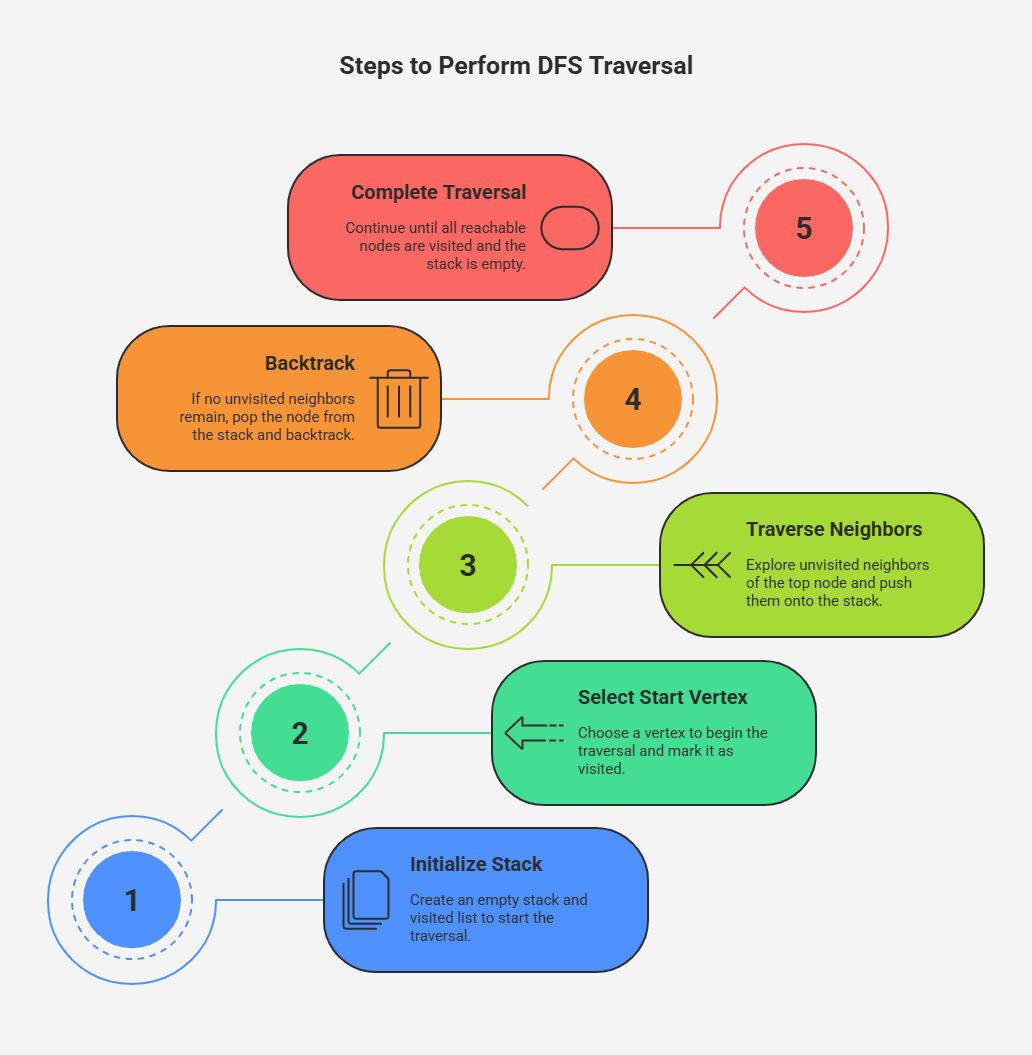 Steps to Perform DFS Traversal
Complete Traversal
Continue until all reachable
nodes are visited and the
stack is empty.
5
Backtrack
If no unvisited neighbors
remain, pop the node from
the stack and backtrack.
4
3
Traverse Neighbors
Explore unvisited neighbors
of the top node and push
them onto the stack.
2
Select Start Vertex
Choose a vertex to begin the
traversal and mark it as
visited.
1
Initialize Stack
Create an empty stack and
visited list to start the
traversal.